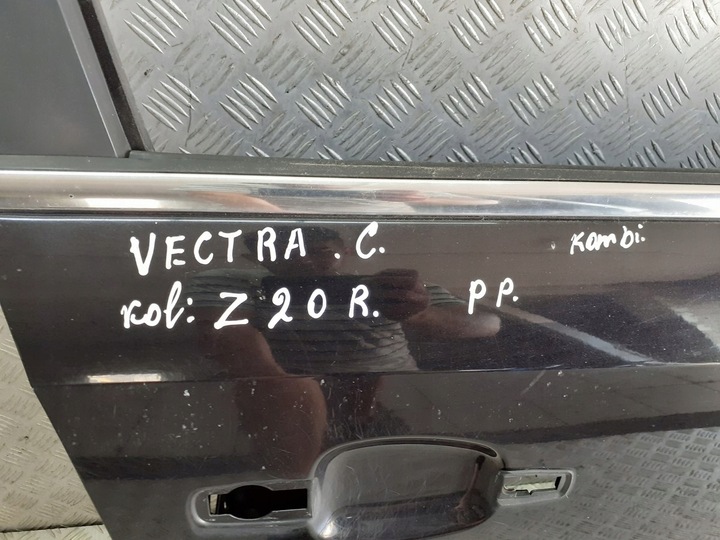 VECTRA . C. kombi.
kol: Z 20 R. PP.